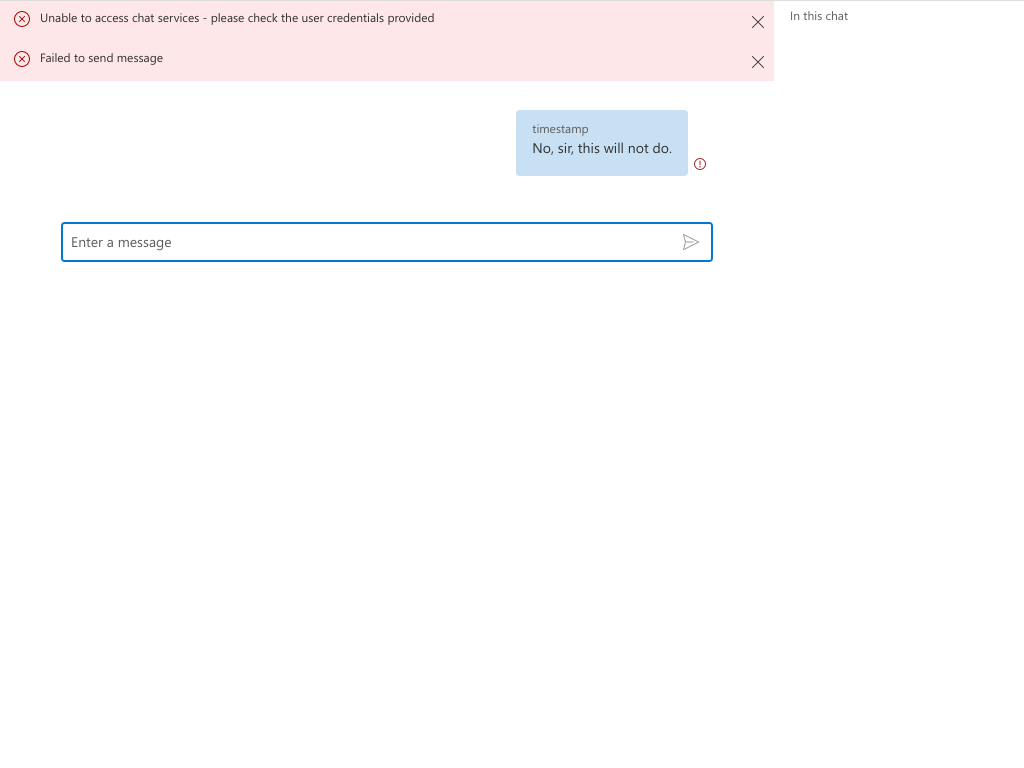 Unable to access chat services - please check the user credentials provided
In this chat
Failed to send message
timestamp
No, sir, this will not do.
Enter a message